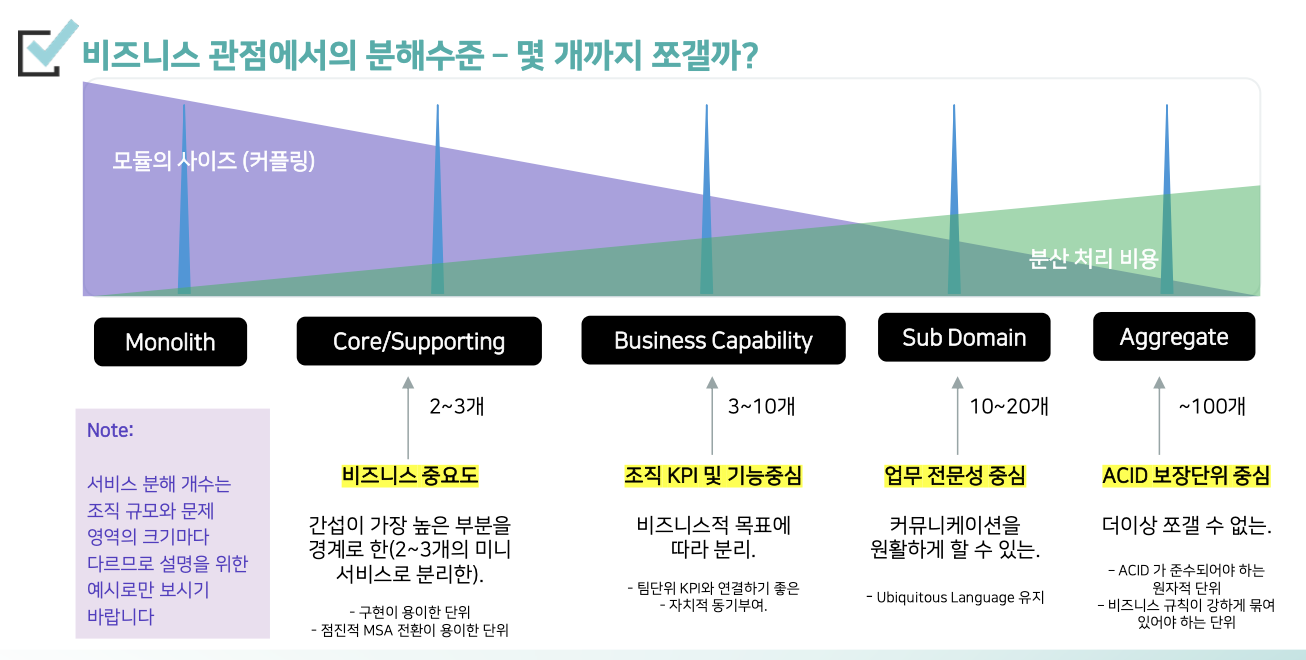 비즈니스 관점에서의 분해수준 – 몇 개까지 쪼갤까?
모듈의 사이즈 (커플링)
분산 처리 비용
Monolith
Core/Supporting
Business Capability
Sub Domain
Aggregate
2~3개
3~10개
10~20개
~100개
Note:
서비스 분해 개수는
조직 규모와 문제
영역의 크기마다
다르므로 설명을 위한
예시로만 보시기
바랍니다
비즈니스 중요도
간섭이 가장 높은 부분을
경계로 한(2~3개의 미니
서비스로 분리한).
- 구현이 용이한 단위
- 점진적 MSA 전환이 용이한 단위
조직 KPI 및 기능중심
비즈니스적 목표에
따라 분리.
- 팀단위 KPI와 연결하기 좋은
- 자치적 동기부여.
업무 전문성 중심
커뮤니케이션을
원활하게 할 수 있는.
- Ubiquitous Language 유지
ACID 보장단위 중심
더이상 쪼갤 수 없는.
– ACID 가 준수되어야 하는
원자적 단위
– 비즈니스 규칙이 강하게 묶여
있어야 하는 단위